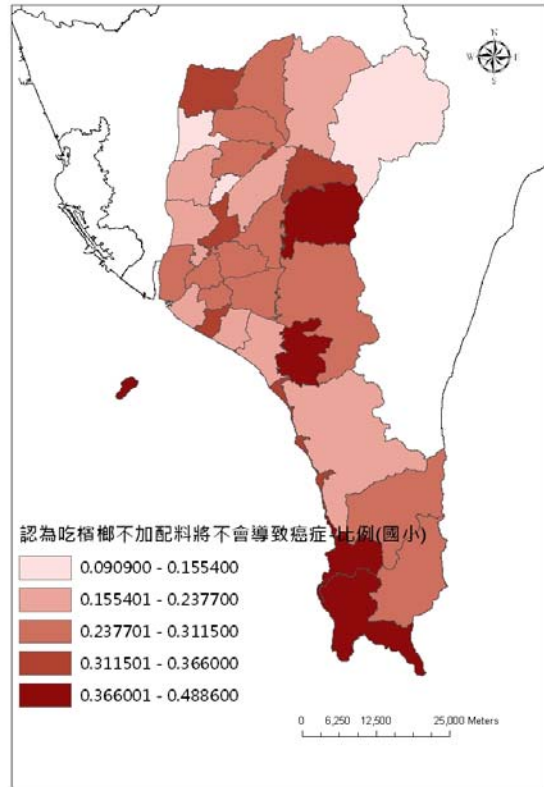 N
W
E
S
認為吃檳榔不加配料將不會導致癌症-比例(國小)
0.090900 - 0.155400
0.155401 - 0.237700
0.237701 - 0.311500
0.311501 - 0.366000
0.366001 - 0.488600
0 6,250 12,500 25,000 Meters